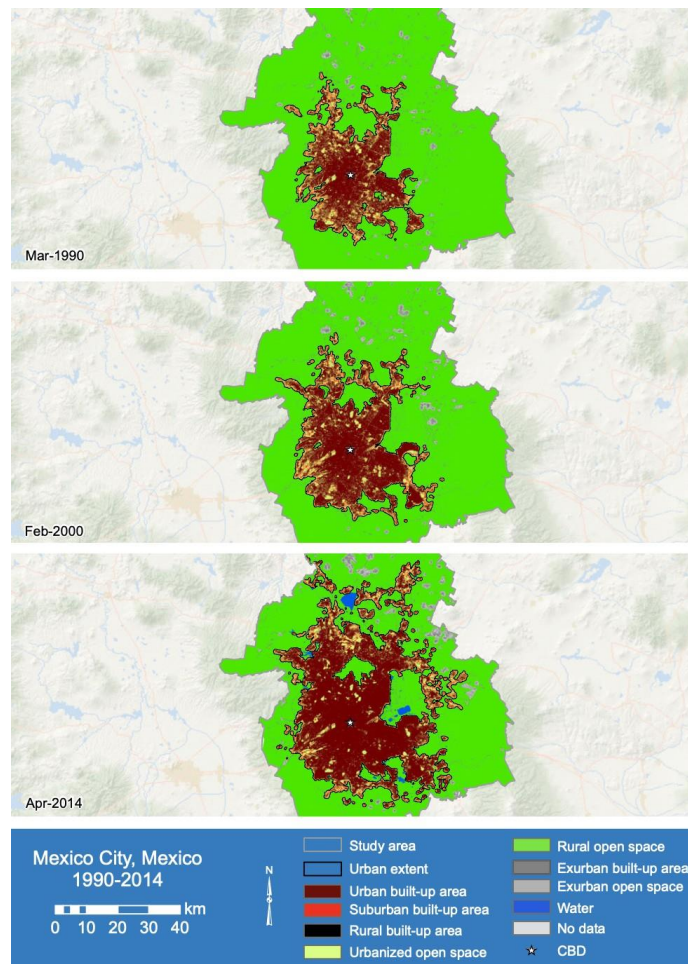 Mar-1990
Feb-2000
Apr-2014
Mexico City, Mexico
1990-2014
km
0 10 20 30 40
N
Study area
Urban extent
Urban built-up area
Suburban built-up area
Rural built-up area
Urbanized open space
Rural open space
Exurban built-up area
Exurban open space
Water
No data
CBD